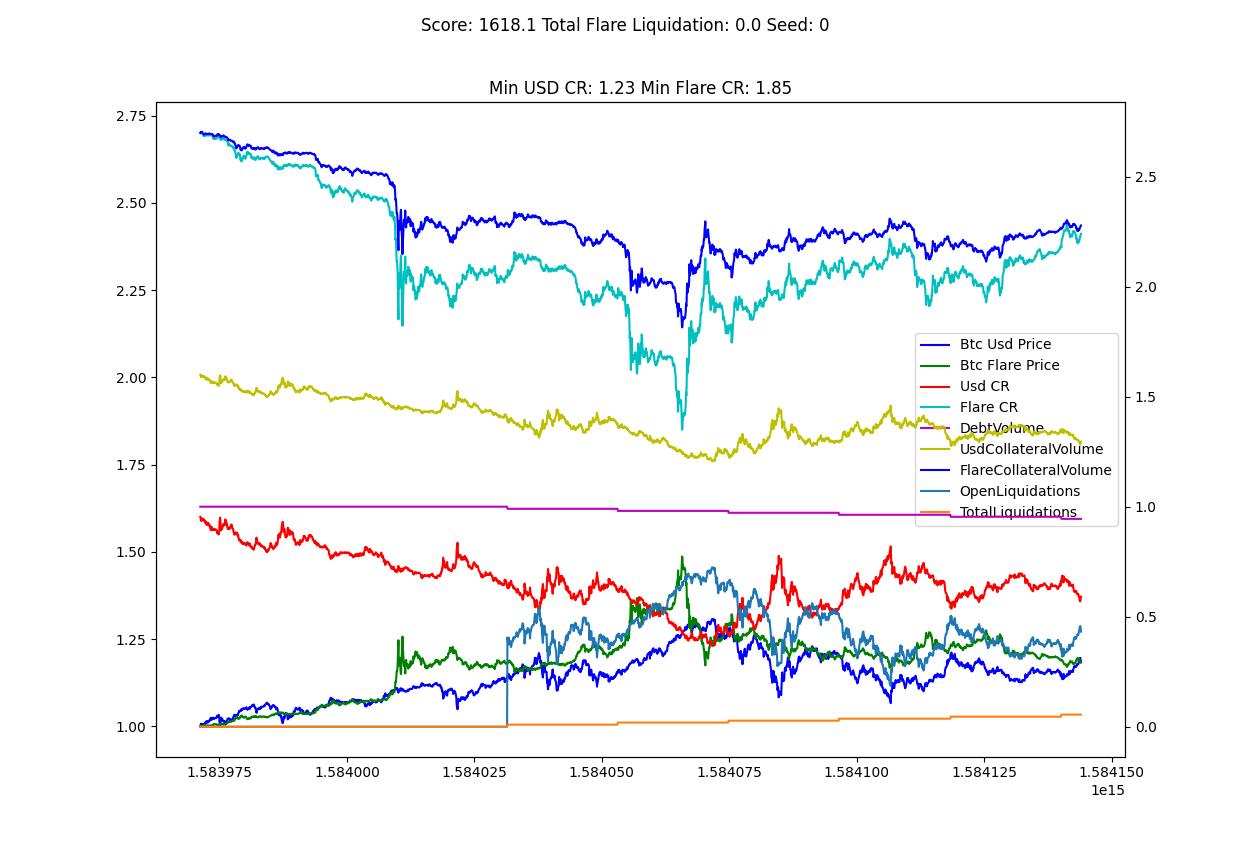 Score: 1618.1 Total Flare Liquidation: 0.0 Seed: 0
Min USD CR: 1.23 Min Flare CR: 1.85
2.75
2.50
2.25
2.00
1.75
1.50
1.25
1.00
2.5
2.0
1.5
1.0
0.5
0.0
Btc Usd Price
Btc Flare Price
Usd CR
Flare CR
DebtVolume
UsdCollateralVolume
FlareCollateralVolume
OpenLiquidations
TotalLiquidations
1.583975 1.584000 1.584025 1.584050 1.584075 1.584100 1.584125 1.584150
1e15